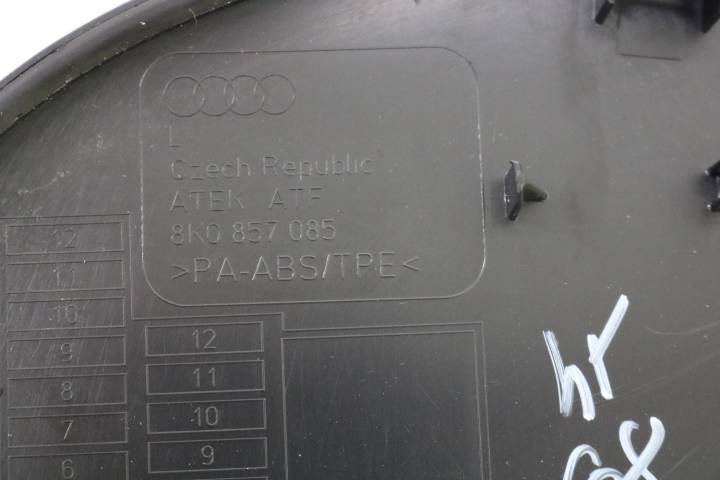 L
Czech Republic
ATEK ATF
8K0 857 085
>PA-ABS/TPE<
12
11
10
9
8
7
6
12
11
10
9